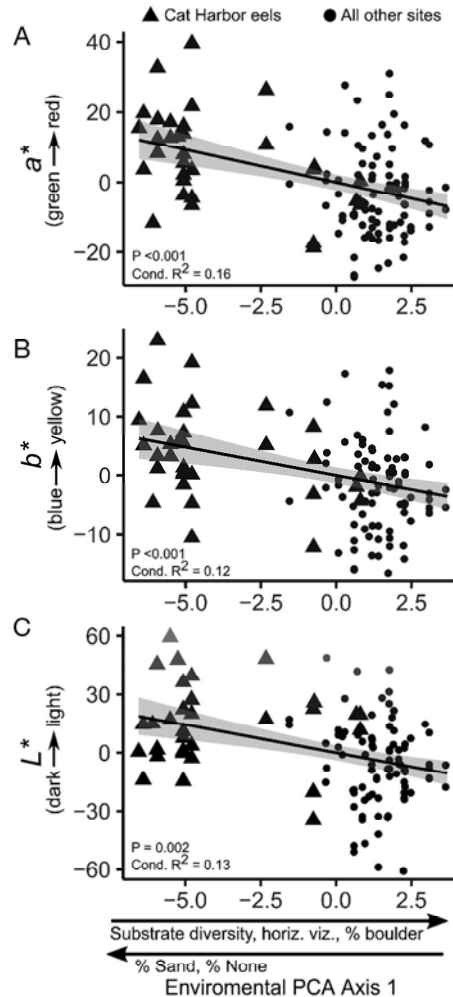 ▲ Cat Harbor eels ● All other sites
A
40
20
0
−20
a*
(green → red)
P <0.001
Cond. R² = 0.16
−5.0 −2.5 0.0 2.5
B
20
10
0
−10
b*
(blue → yellow)
P <0.001
Cond. R² = 0.12
−5.0 −2.5 0.0 2.5
C
60
30
0
−30
−60
L*
(dark → light)
P = 0.002
Cond. R² = 0.13
−5.0 −2.5 0.0 2.5
Substrate diversity, horiz. viz., % boulder
% Sand, % None
Enviromental PCA Axis 1